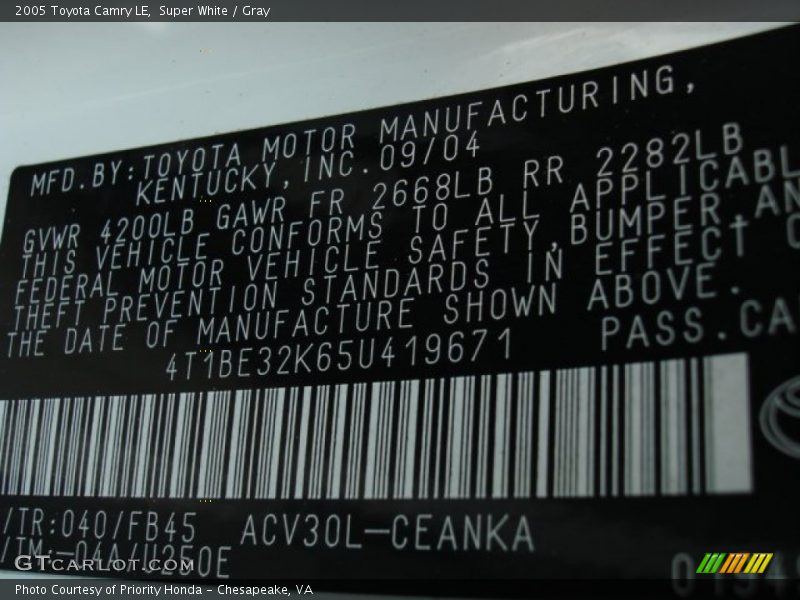 2005 Toyota Camry LE, Super White / Gray
MFD.BY:TOYOTA MOTOR MANUFACTURING,
KENTUCKY,INC.09/04
GVWR 4200LB GAWR FR 2668LB RR 2282LB
THIS VEHICLE CONFORMS TO ALL APPLICABL
FEDERAL MOTOR VEHICLE SAFETY,BUMPER,AN
THEFT PREVENTION STANDARDS IN EFFECT O
THE DATE OF MANUFACTURE SHOWN ABOVE.
4T1BE32K65U419671 PASS.CA
/TR:040/FB45 ACV30L-CEANKA
/TM:-04A/U250E
GTcarlot.com
Photo Courtesy of Priority Honda - Chesapeake, VA